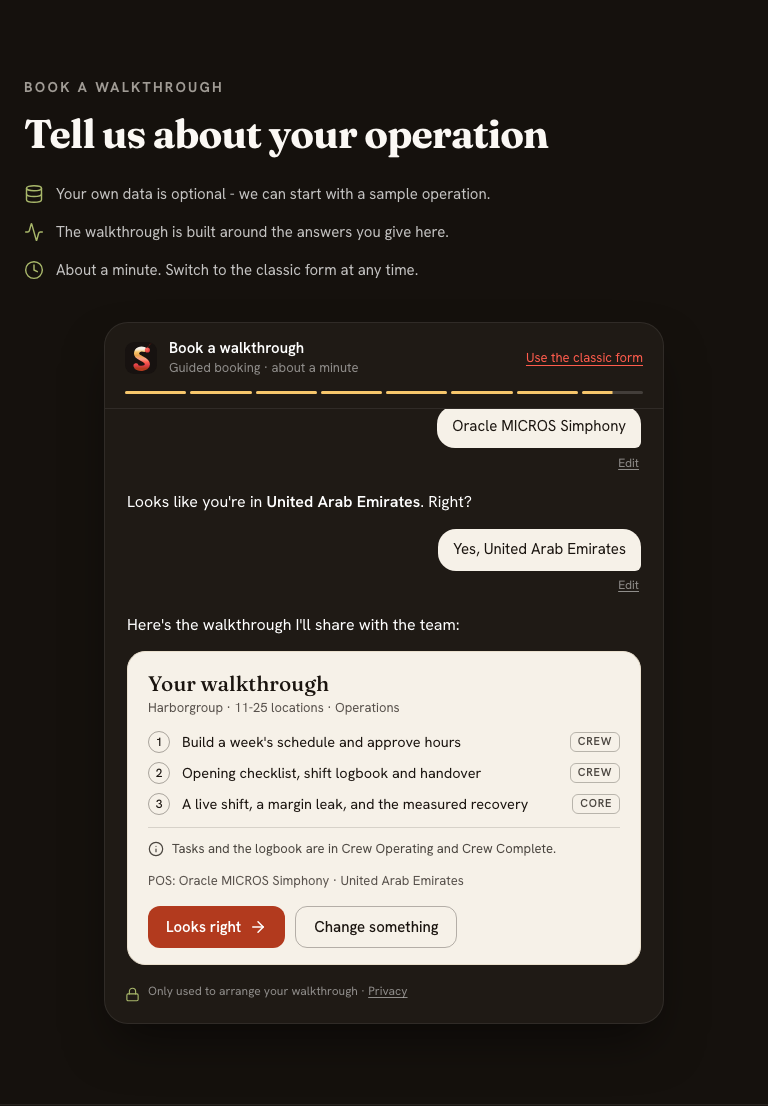 BOOK A WALKTHROUGH
Tell us about your operation
Your own data is optional - we can start with a sample operation.
The walkthrough is built around the answers you give here.
About a minute. Switch to the classic form at any time.
Book a walkthrough
Guided booking · about a minute
Use the classic form
Oracle MICROS Simphony
Edit
Looks like you're in United Arab Emirates. Right?
Yes, United Arab Emirates
Edit
Here's the walkthrough I'll share with the team:
Your walkthrough
Harborgroup · 11-25 locations · Operations
1 Build a week's schedule and approve hours CREW
2 Opening checklist, shift logbook and handover CREW
3 A live shift, a margin leak, and the measured recovery CORE
Tasks and the logbook are in Crew Operating and Crew Complete.
POS: Oracle MICROS Simphony · United Arab Emirates
Looks right
Change something
Only used to arrange your walkthrough · Privacy